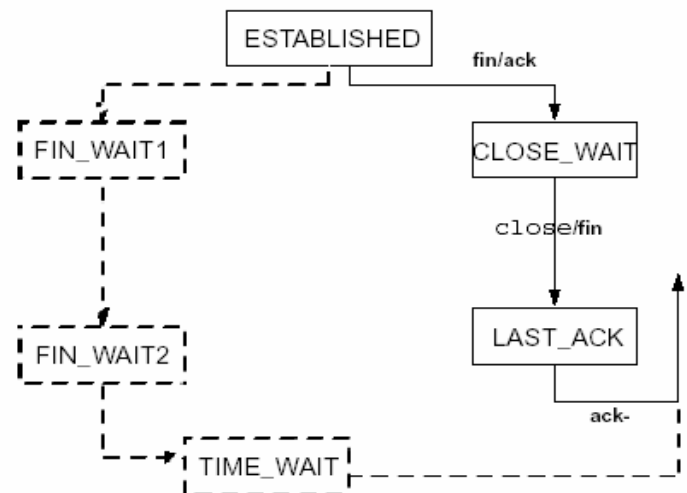 ESTABLISHED
fin/ack
FIN_WAIT1
CLOSE_WAIT
close/fin
FIN_WAIT2
LAST_ACK
ack-
TIME_WAIT